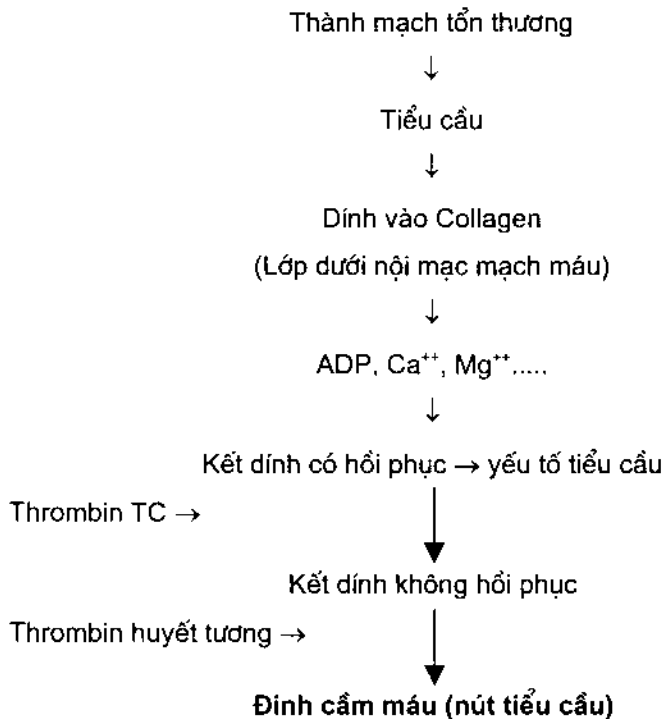 Thành mạch tổn thương
↓
Tiểu cầu
↓
Dính vào Collagen
(Lớp dưới nội mạc mạch máu)
↓
ADP, Ca⁺⁺, Mg⁺⁺.....
↓
Kết dính có hồi phục → yếu tố tiểu cầu
Thrombin TC →
Kết dính không hồi phục
Thrombin huyết tương →
Đinh cầm máu (nút tiểu cầu)